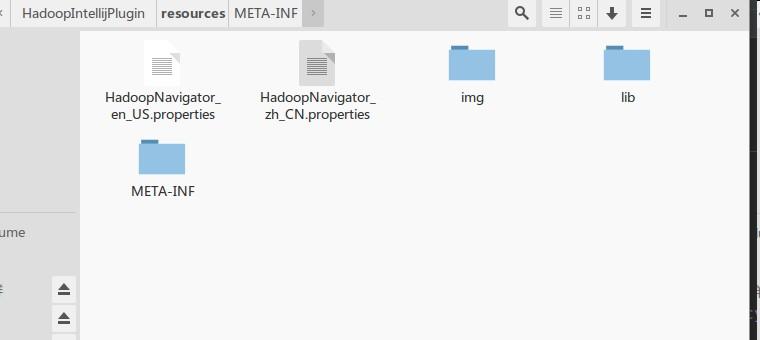 HadoopIntellijPlugin resources META-INF
HadoopNavigator_
en_US.properties
HadoopNavigator_
zh_CN.properties
img
lib
META-INF
ume